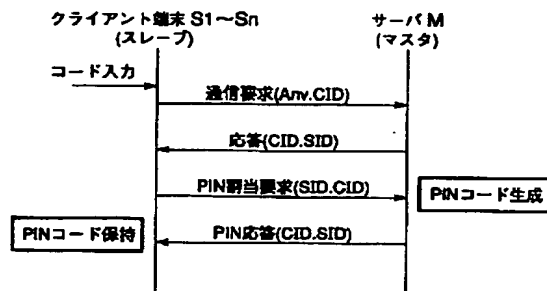 クライアント端末 S1～Sn
(スレーブ)
サーバ M
(マスタ)
コード入力
通信要求(Any.CID)
応答(CID.SID)
PIN割当要求(SID.CID)
PINコード生成
PINコード保持
PIN応答(CID.SID)